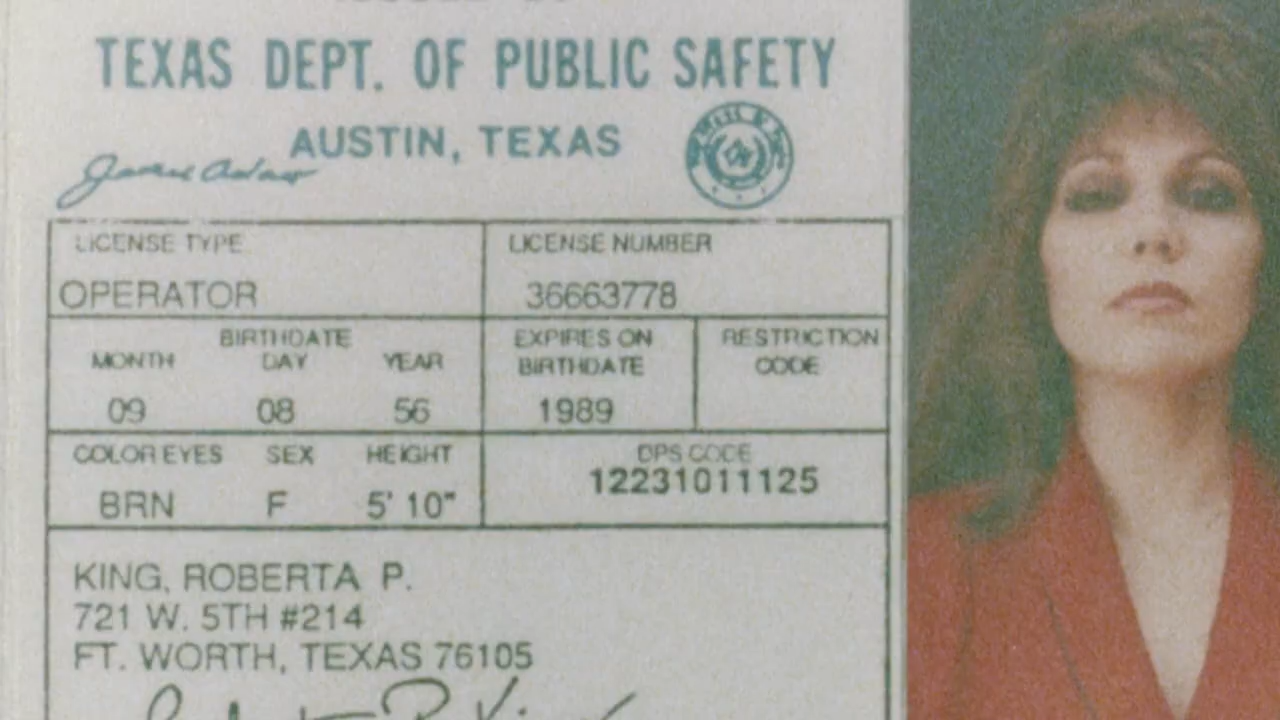 TEXAS DEPT. OF PUBLIC SAFETY
AUSTIN, TEXAS
LICENSE TYPE
OPERATOR
LICENSE NUMBER
36663778
BIRTHDATE
MONTH DAY YEAR
09 08 56
EXPIRES ON
BIRTHDATE
1989
RESTRICTION
CODE
COLOR EYES SEX HEIGHT
BRN F 5' 10"
DPS CODE
12231011125
KING, ROBERTA P.
721 W. 5TH #214
FT. WORTH, TEXAS 76105